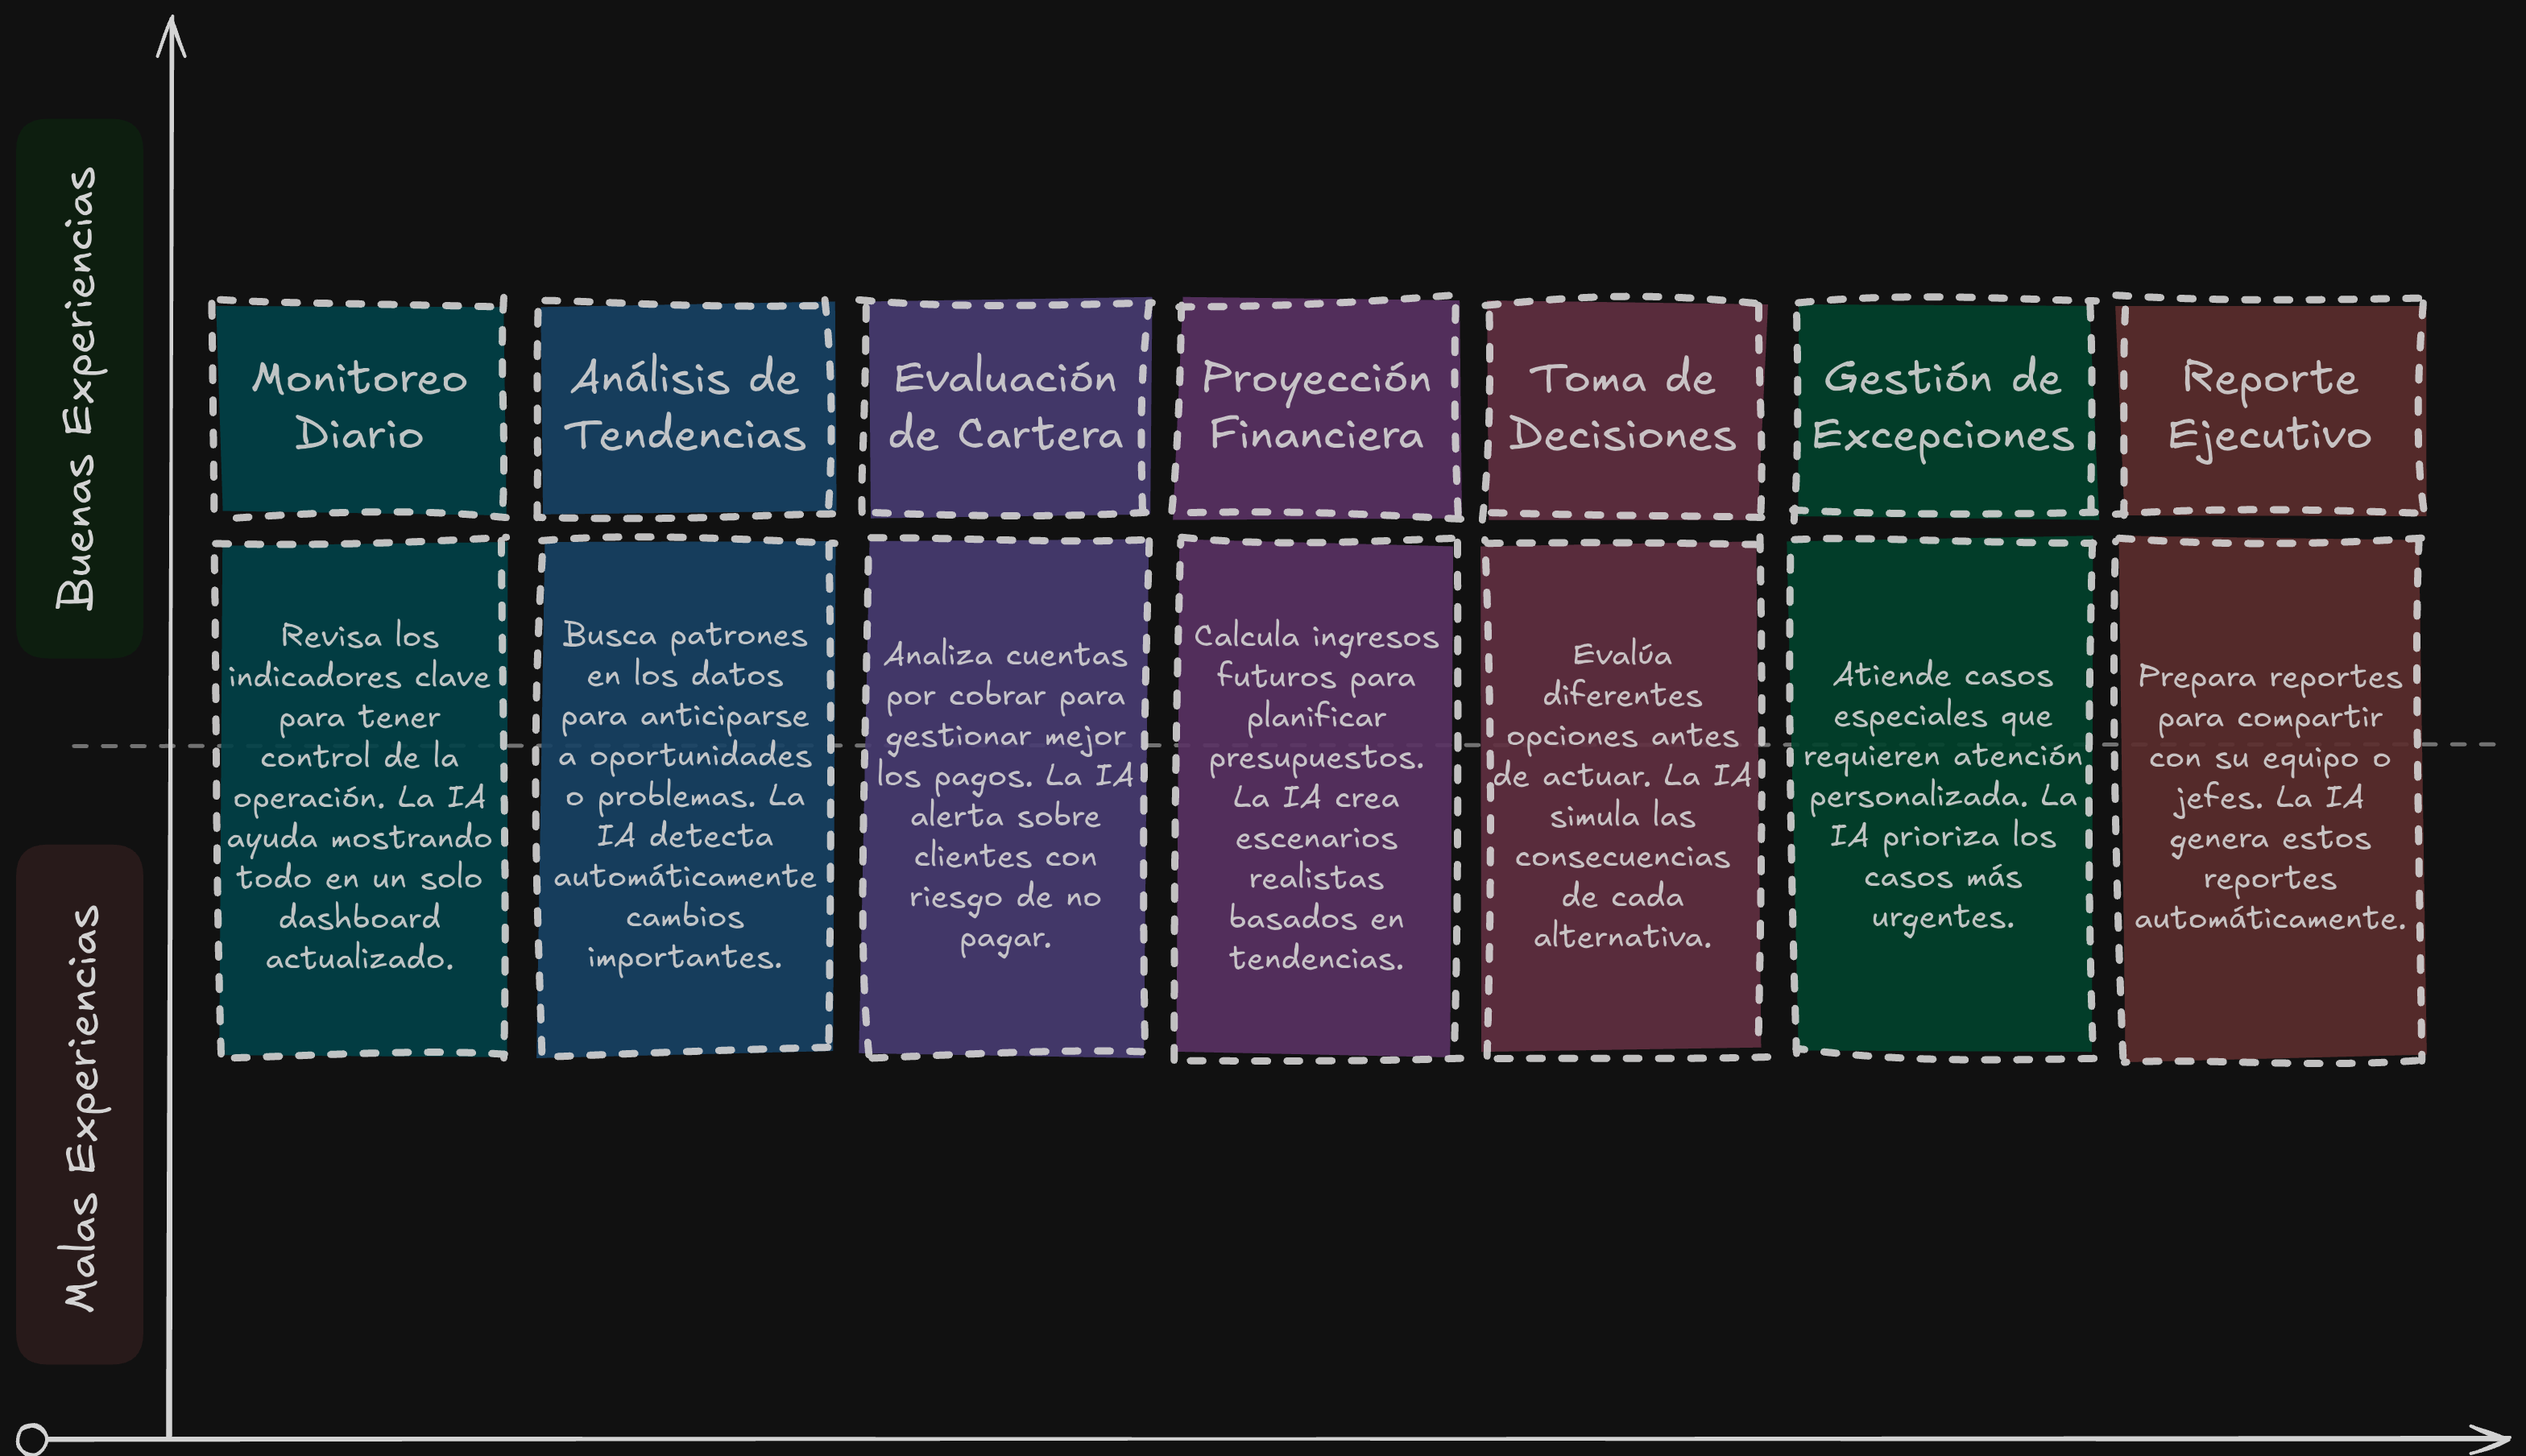 Buenas Experiencias
Malas Experiencias
Monitoreo
Diario
Análisis de
Tendencias
Evaluación
de Cartera
Proyección
Financiera
Toma de
Decisiones
Gestión de
Excepciones
Reporte
Ejecutivo
Revisa los
indicadores clave
para tener
control de la
operación. La IA
ayuda mostrando
todo en un solo
dashboard
actualizado.
Busca patrones
en los datos
para anticiparse
a oportunidades
o problemas. La
IA detecta
automáticamente
cambios
importantes.
Analiza cuentas
por cobrar para
gestionar mejor
los pagos. La IA
alerta sobre
clientes con
riesgo de no
pagar.
Calcula ingresos
futuros para
planificar
presupuestos.
La IA crea
escenarios
realistas
basados en
tendencias.
Evalúa
diferentes
opciones antes
de actuar. La IA
simula las
consecuencias
de cada
alternativa.
Atiende casos
especiales que
requieren atención
personalizada. La
IA prioriza los
casos más
urgentes.
Prepara reportes
para compartir
con su equipo o
jefes. La IA
genera estos
reportes
automáticamente.